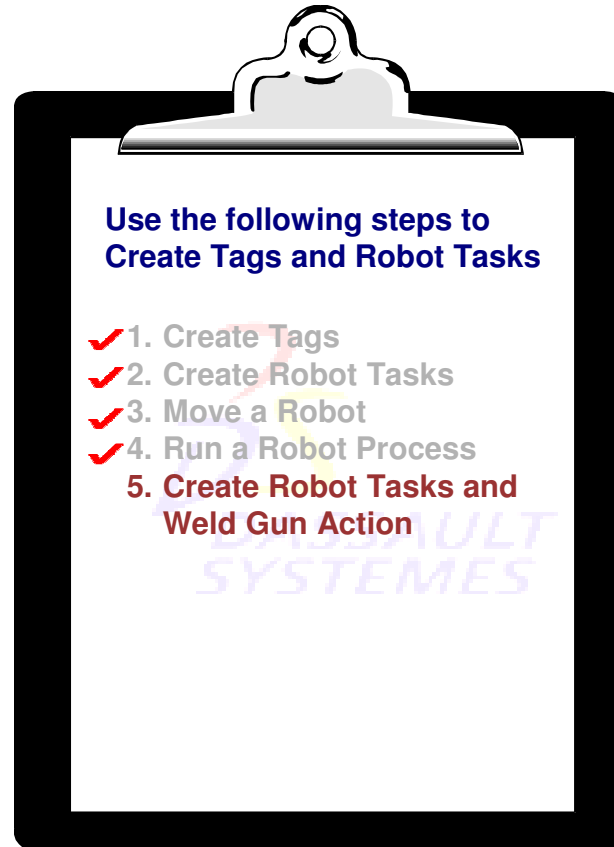 Use the following steps to
Create Tags and Robot Tasks
1. Create Tags
2. Create Robot Tasks
3. Move a Robot
4. Run a Robot Process
5. Create Robot Tasks and
Weld Gun Action
DASSAULT
SYSTEMES